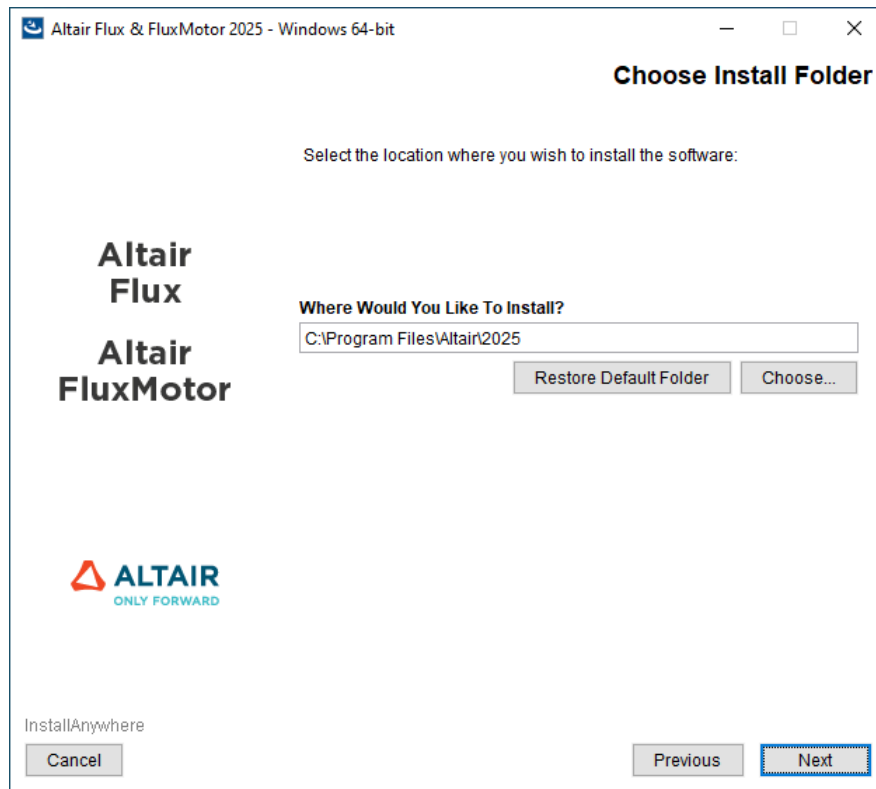 Altair Flux & FluxMotor 2025 - Windows 64-bit
Choose Install Folder
Select the location where you wish to install the software:
Altair
Flux
Altair
FluxMotor
Where Would You Like To Install?
C:\Program Files\Altair\2025
Restore Default Folder
Choose...
ALTAIR
ONLY FORWARD
InstallAnywhere
Cancel
Previous
Next